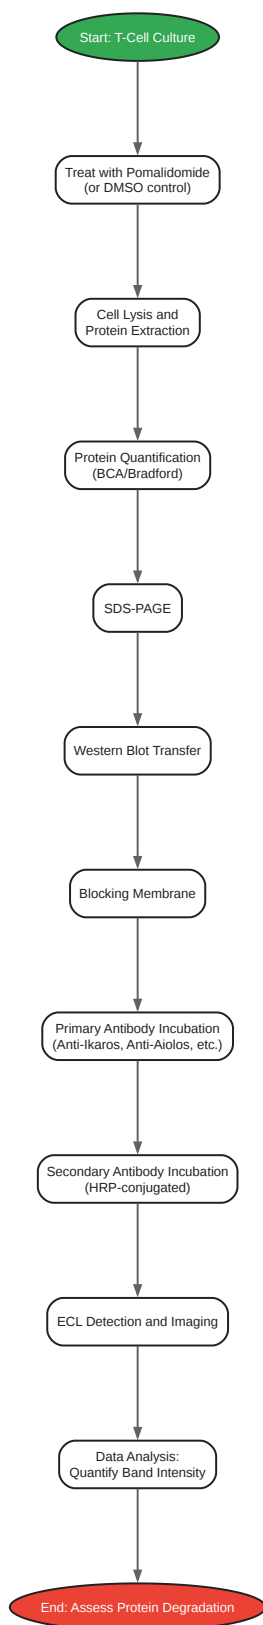 Start: T-Cell Culture
Treat with Pomalidomide
(or DMSO control)
Cell Lysis and
Protein Extraction
Protein Quantification
(BCA/Bradford)
SDS-PAGE
Western Blot Transfer
Blocking Membrane
Primary Antibody Incubation
(Anti-Ikaros, Anti-Aiolos, etc.)
Secondary Antibody Incubation
(HRP-conjugated)
ECL Detection and Imaging
Data Analysis:
Quantify Band Intensity
End: Assess Protein Degradation